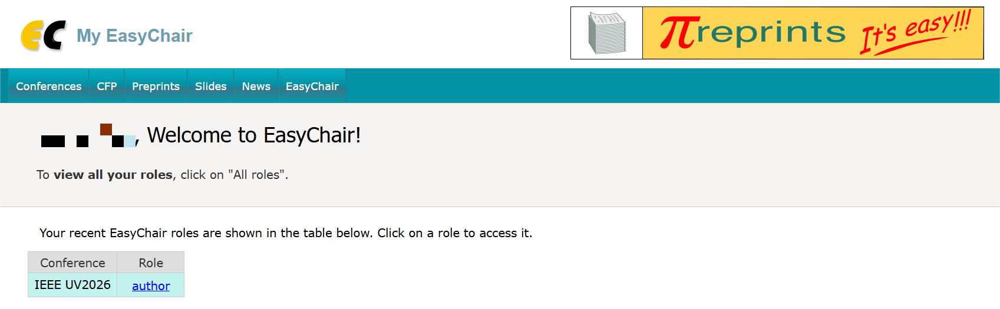 EC My EasyChair
πreprints It's easy!!!
Conferences CFP Preprints Slides News EasyChair
, Welcome to EasyChair!
To view all your roles, click on "All roles".
Your recent EasyChair roles are shown in the table below. Click on a role to access it.
Conference Role
IEEE UV2026 author